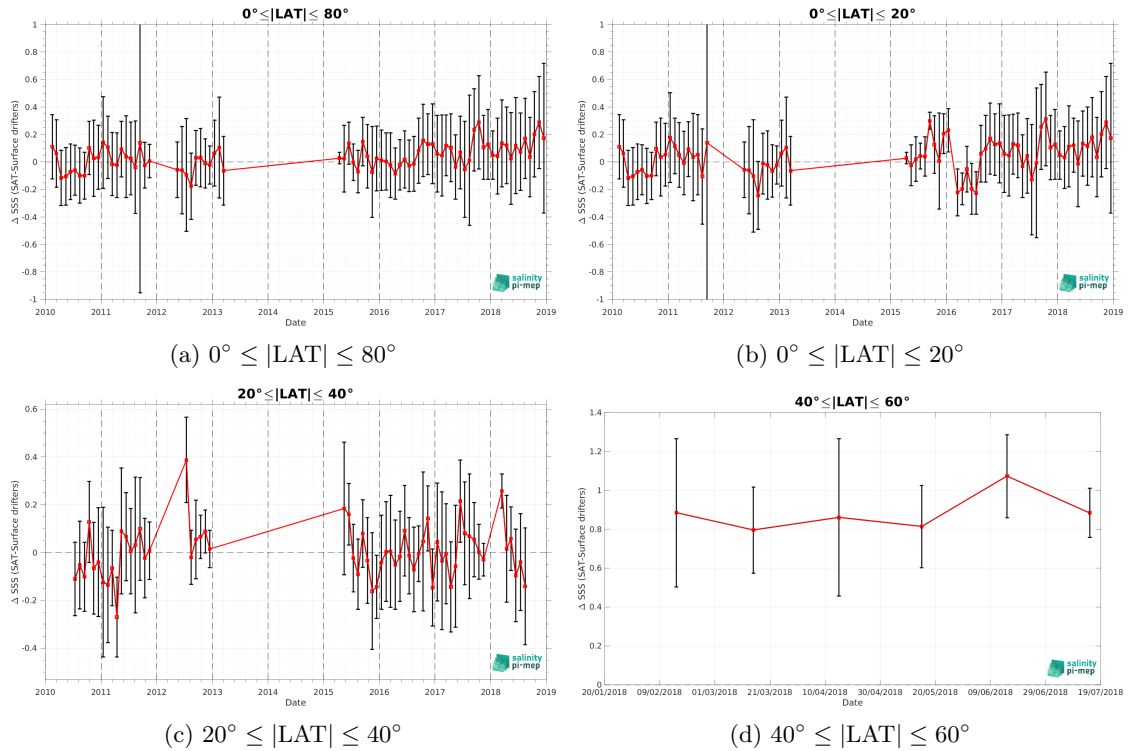 0°≤|LAT|≤ 80°
Δ SSS (SAT-Surface drifters)
1
0.8
0.6
0.4
0.2
0
-0.2
-0.4
-0.6
-0.8
-1
2010 2011 2012 2013 2014 2015 2016 2017 2018 2019
Date
salinity
pi-mep
(a) 0° ≤ |LAT| ≤ 80°
0°≤|LAT|≤ 20°
Δ SSS (SAT-Surface drifters)
1
0.8
0.6
0.4
0.2
0
-0.2
-0.4
-0.6
-0.8
-1
2010 2011 2012 2013 2014 2015 2016 2017 2018 2019
Date
salinity
pi-mep
(b) 0° ≤ |LAT| ≤ 20°
20°≤|LAT|≤ 40°
Δ SSS (SAT-Surface drifters)
0.6
0.4
0.2
0
-0.2
-0.4
2010 2011 2012 2013 2014 2015 2016 2017 2018 2019
Date
salinity
pi-mep
(c) 20° ≤ |LAT| ≤ 40°
40°≤|LAT|≤ 60°
Δ SSS (SAT-Surface drifters)
1.4
1.2
1
0.8
0.6
0.4
0.2
0
20/01/2018 09/02/2018 01/03/2018 21/03/2018 10/04/2018 30/04/2018 20/05/2018 09/06/2018 29/06/2018 19/07/2018
Date
salinity
pi-mep
(d) 40° ≤ |LAT| ≤ 60°